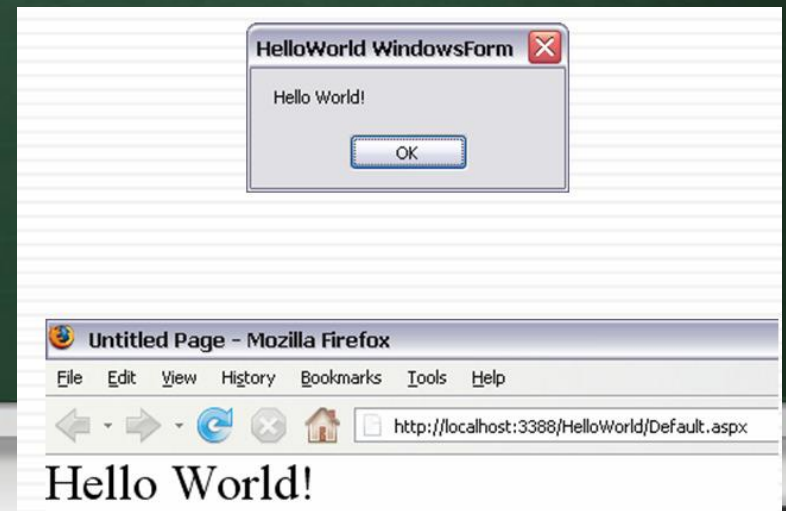 HelloWorld WindowsForm
Hello World!
OK
Untitled Page - Mozilla Firefox
File Edit View History Bookmarks Tools Help
http://localhost:3388/HelloWorld/Default.aspx
Hello World!